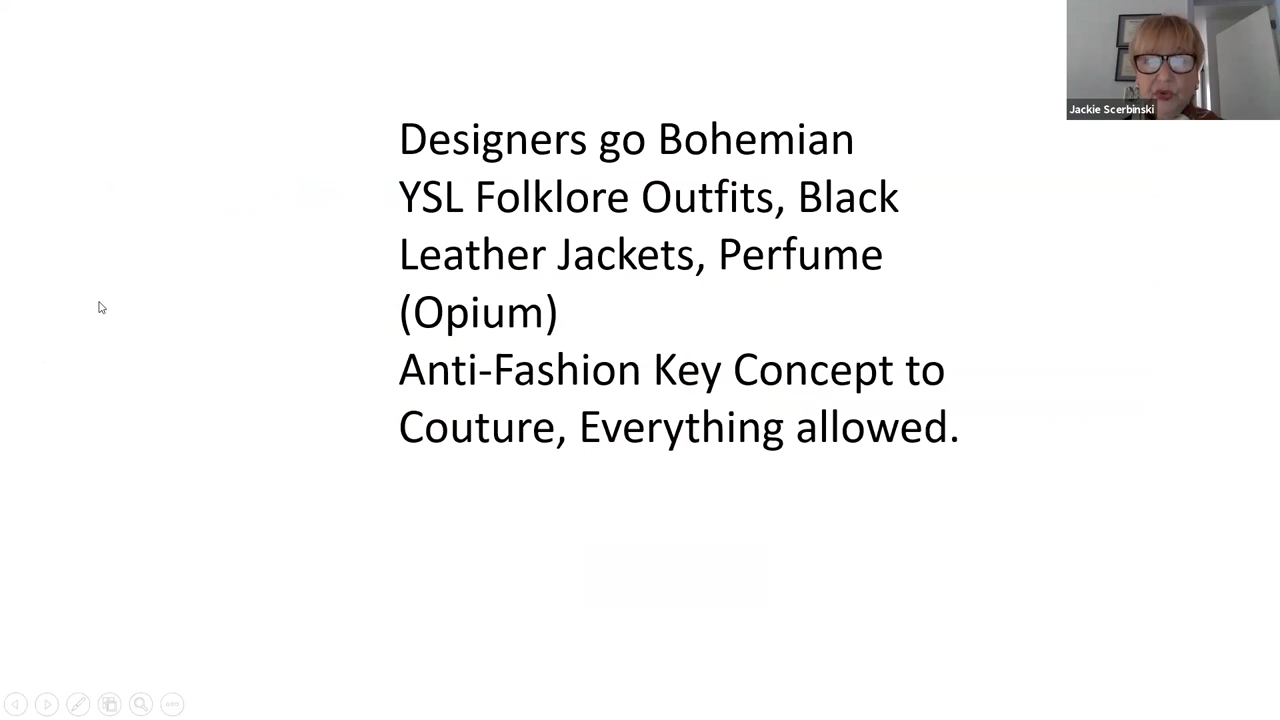 Jackie Scerbinski
Designers go Bohemian
YSL Folklore Outfits, Black
Leather Jackets, Perfume
(Opium)
Anti-Fashion Key Concept to
Couture, Everything allowed.